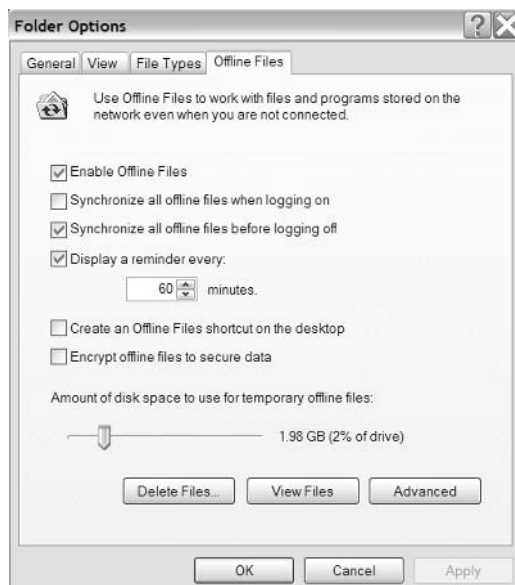 Folder Options
General View File Types Offline Files
Use Offline Files to work with files and programs stored on the
network even when you are not connected.
Enable Offline Files
Synchronize all offline files when logging on
Synchronize all offline files before logging off
Display a reminder every:
60 minutes.
Create an Offline Files shortcut on the desktop
Encrypt offline files to secure data
Amount of disk space to use for temporary offline files:
1.98 GB (2% of drive)
Delete Files... View Files Advanced
OK Cancel Apply